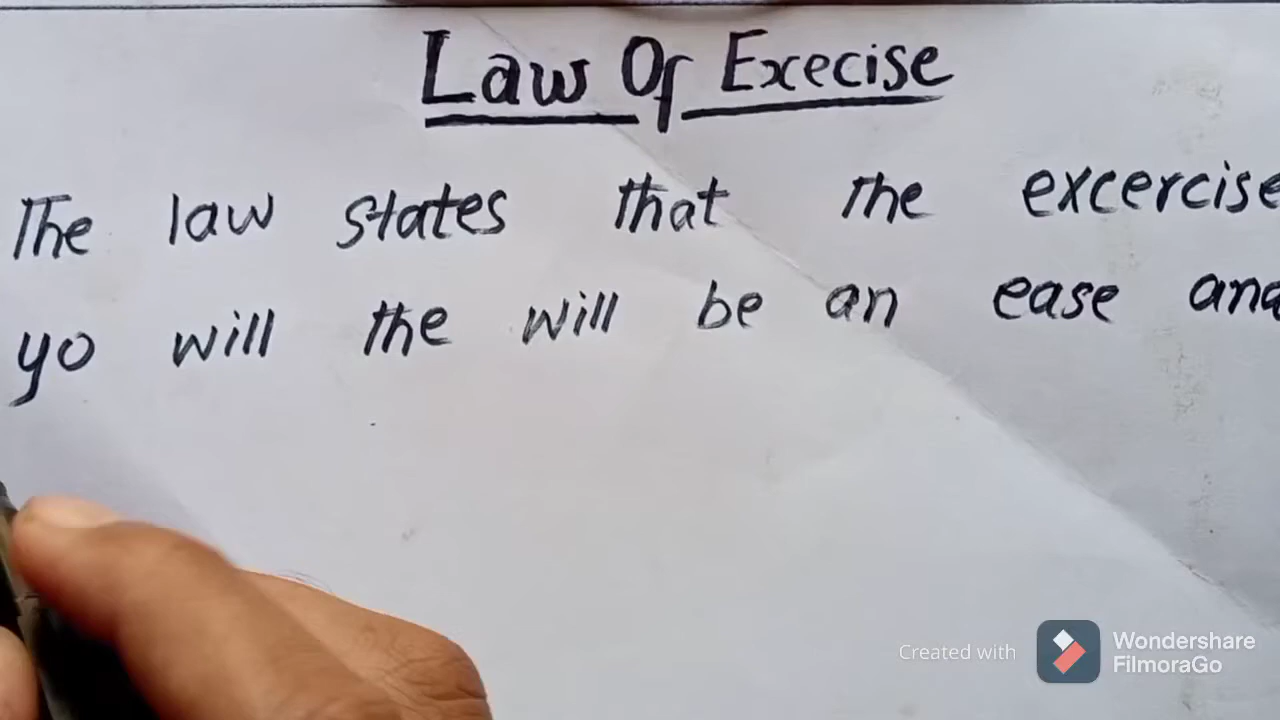 Law Of Execise
The law states that the excercise
yo will the will be an ease and
Created with Wondershare
FilmoraGo